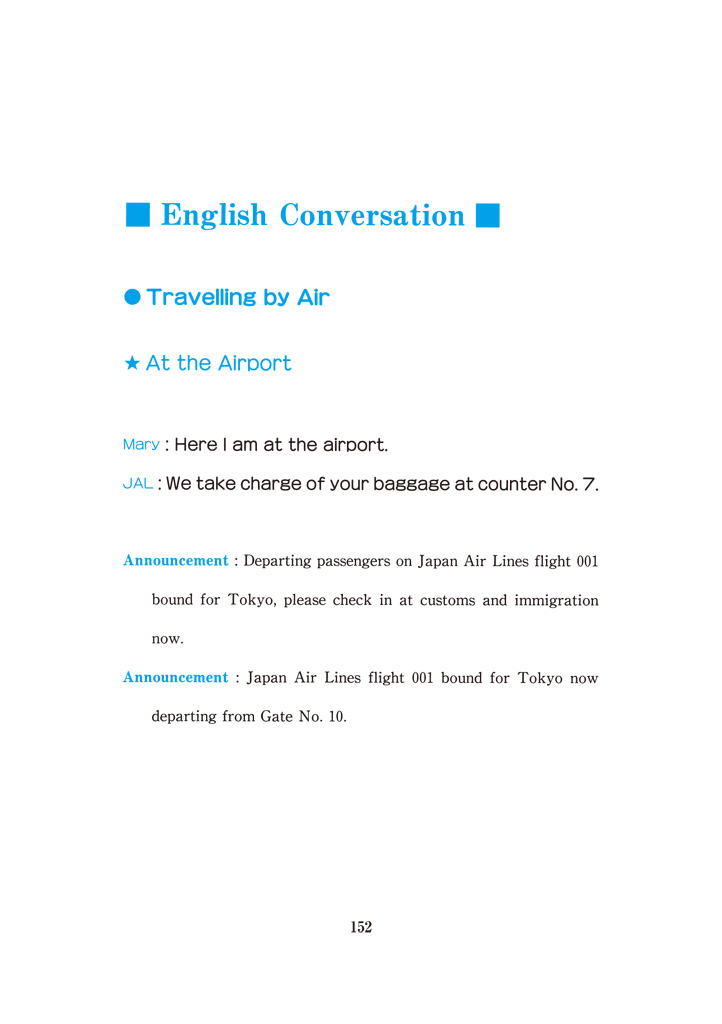 ■ English Conversation ■
● Travelling by Air
★ At the Airport
Mary : Here I am at the airport.
JAL : We take charge of your baggage at counter No. 7.
Announcement : Departing passengers on Japan Air Lines flight 001
bound for Tokyo, please check in at customs and immigration
now.
Announcement : Japan Air Lines flight 001 bound for Tokyo now
departing from Gate No. 10.
152